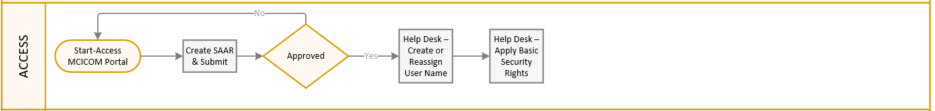 ACCESS
No
Start-Access
MCICOM Portal
Create SAAR
& Submit
Approved
Yes
Help Desk –
Create or
Reassign
User Name
Help Desk –
Apply Basic
Security
Rights